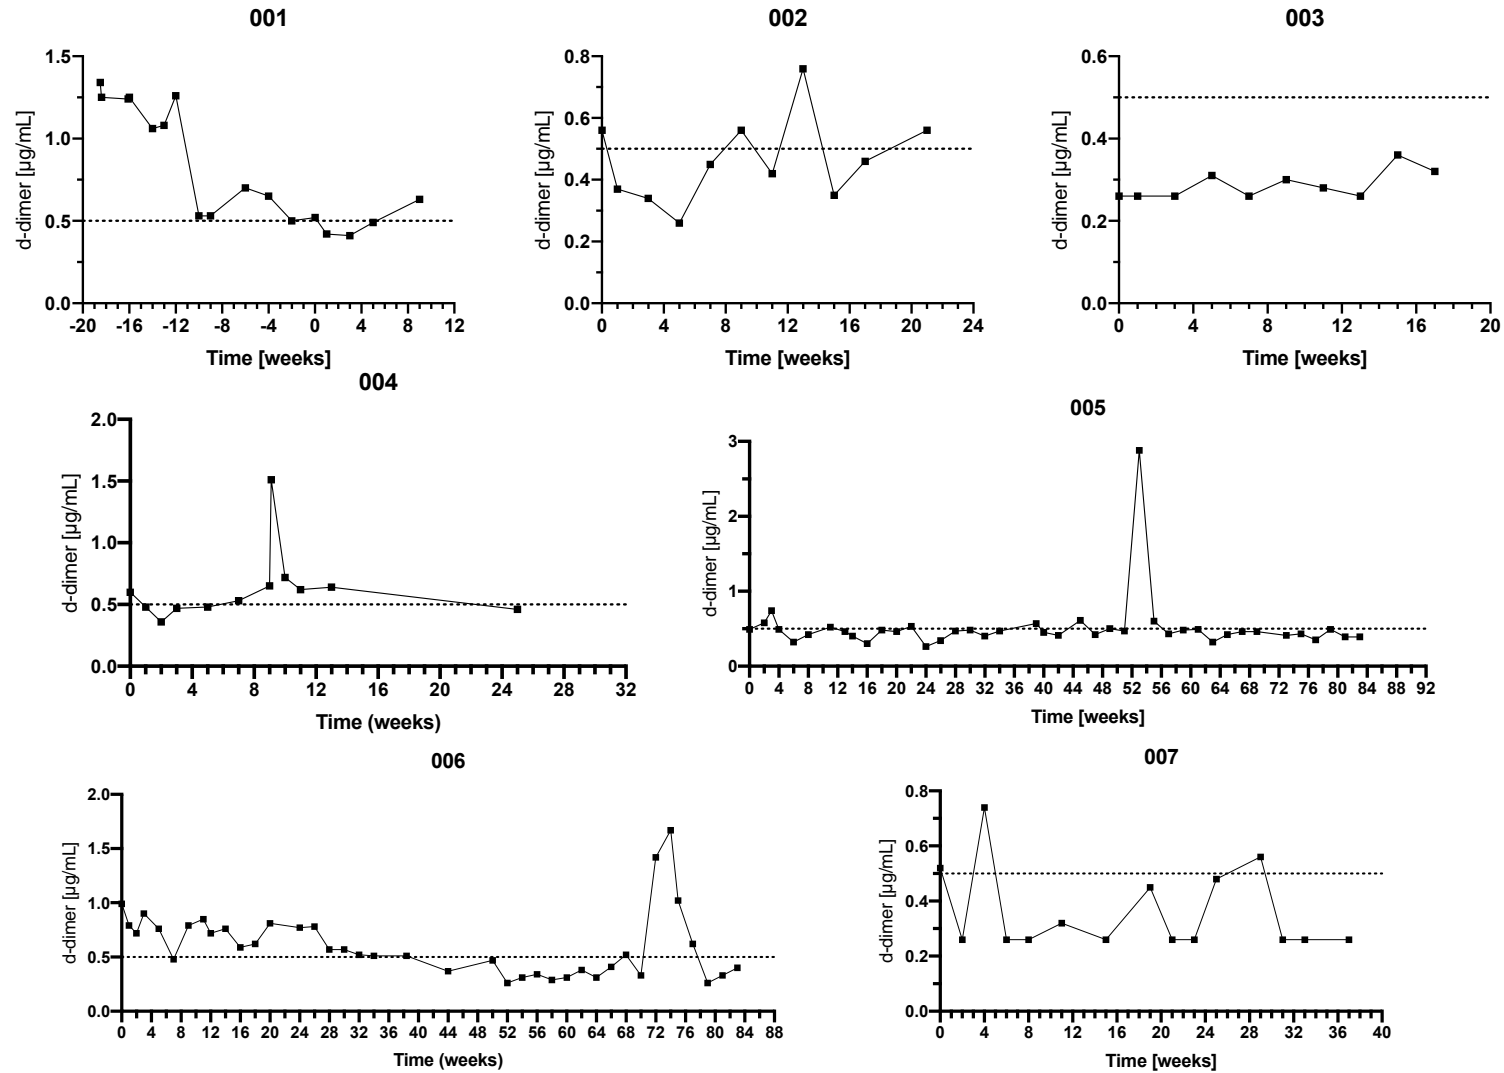 001
1.5
1.0
0.5
0.0
d-dimer [µg/mL]
-20 -16 -12 -8 -4 0 4 8 12
Time [weeks]
002
0.8
0.6
0.4
0.2
0.0
d-dimer [µg/mL]
0 4 8 12 16 20 24
Time [weeks]
003
0.6
0.4
0.2
0.0
d-dimer [µg/mL]
0 4 8 12 16 20
Time [weeks]
004
2.0
1.5
1.0
0.5
0.0
d-dimer [µg/mL]
0 4 8 12 16 20 24 28 32
Time (weeks)
005
3
2
1
0
d-dimer [µg/mL]
0 4 8 12 16 20 24 28 32 36 40 44 48 52 56 60 64 68 72 76 80 84 88 92
Time [weeks]
006
2.0
1.5
1.0
0.5
0.0
d-dimer [µg/mL]
0 4 8 12 16 20 24 28 32 36 40 44 48 52 56 60 64 68 72 76 80 84 88
Time (weeks)
007
0.8
0.6
0.4
0.2
0.0
d-dimer [µg/mL]
0 4 8 12 16 20 24 28 32 36 40
Time [weeks]